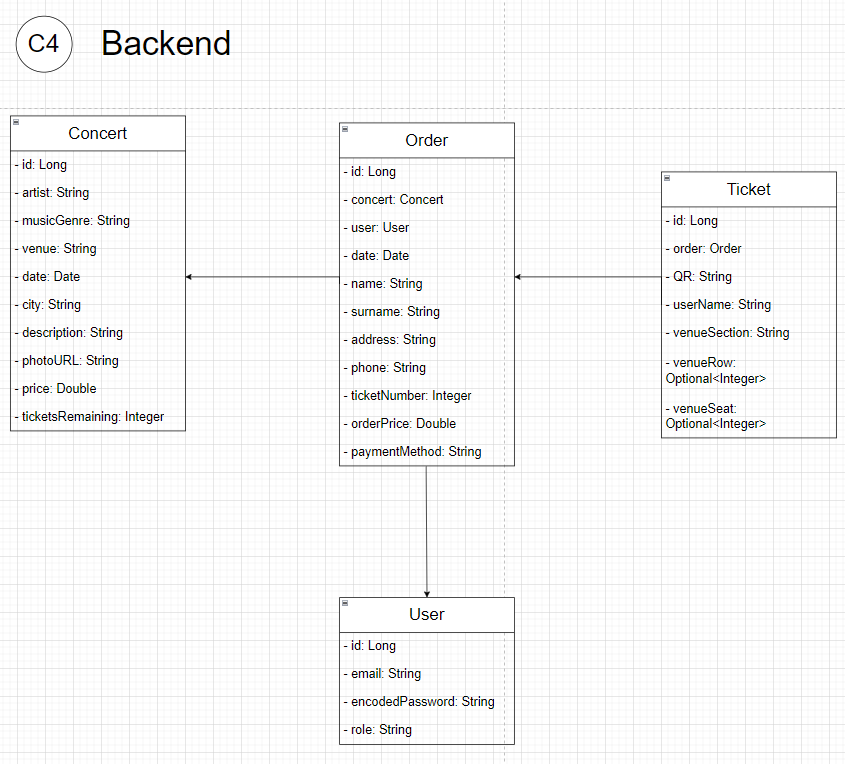 C4
Backend
Concert
- id: Long
- artist: String
- musicGenre: String
- venue: String
- date: Date
- city: String
- description: String
- photoURL: String
- price: Double
- ticketsRemaining: Integer
Order
- id: Long
- concert: Concert
- user: User
- date: Date
- name: String
- surname: String
- address: String
- phone: String
- ticketNumber: Integer
- orderPrice: Double
- paymentMethod: String
Ticket
- id: Long
- order: Order
- QR: String
- userName: String
- venueSection: String
- venueRow:
Optional<Integer>
- venueSeat:
Optional<Integer>
User
- id: Long
- email: String
- encodedPassword: String
- role: String